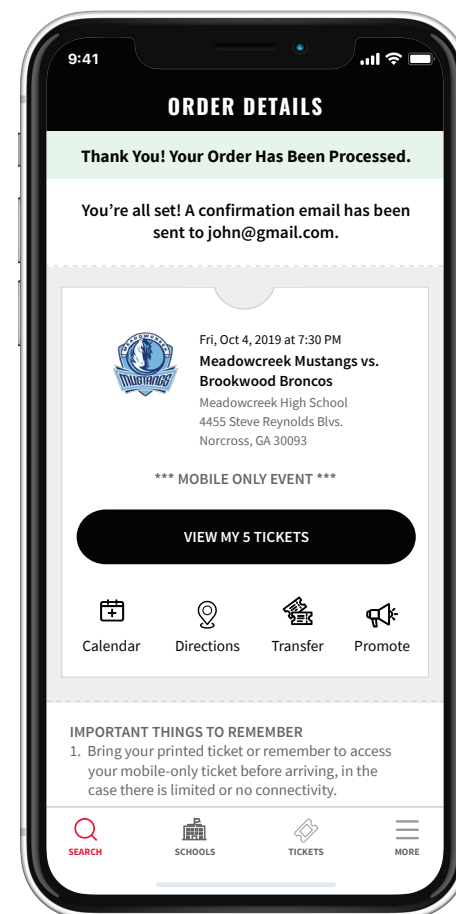 9:41
ORDER DETAILS
Thank You! Your Order Has Been Processed.
You're all set! A confirmation email has been
sent to john@gmail.com.
MEADOWCREEK
MUSTANGS
Fri, Oct 4, 2019 at 7:30 PM
Meadowcreek Mustangs vs.
Brookwood Broncos
Meadowcreek High School
4455 Steve Reynolds Blvs.
Norcross, GA 30093
*** MOBILE ONLY EVENT ***
VIEW MY 5 TICKETS
Calendar Directions Transfer Promote
IMPORTANT THINGS TO REMEMBER
1. Bring your printed ticket or remember to access
your mobile-only ticket before arriving, in the
case there is limited or no connectivity.
SEARCH SCHOOLS TICKETS MORE